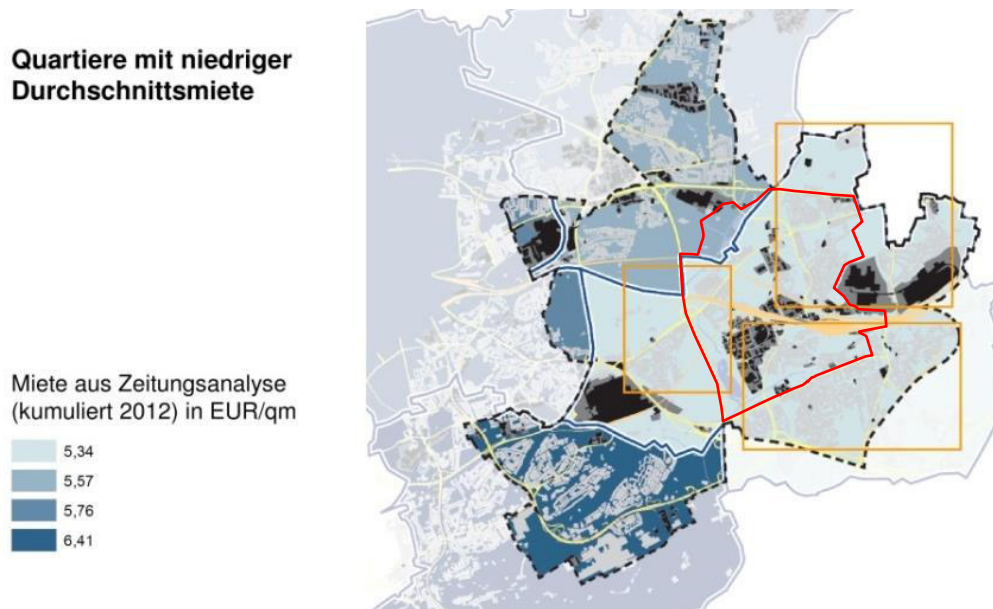 Quartiere mit niedriger
Durchschnittsmiete
Miete aus Zeitungsanalyse
(kumuliert 2012) in EUR/qm
5,34
5,57
5,76
6,41